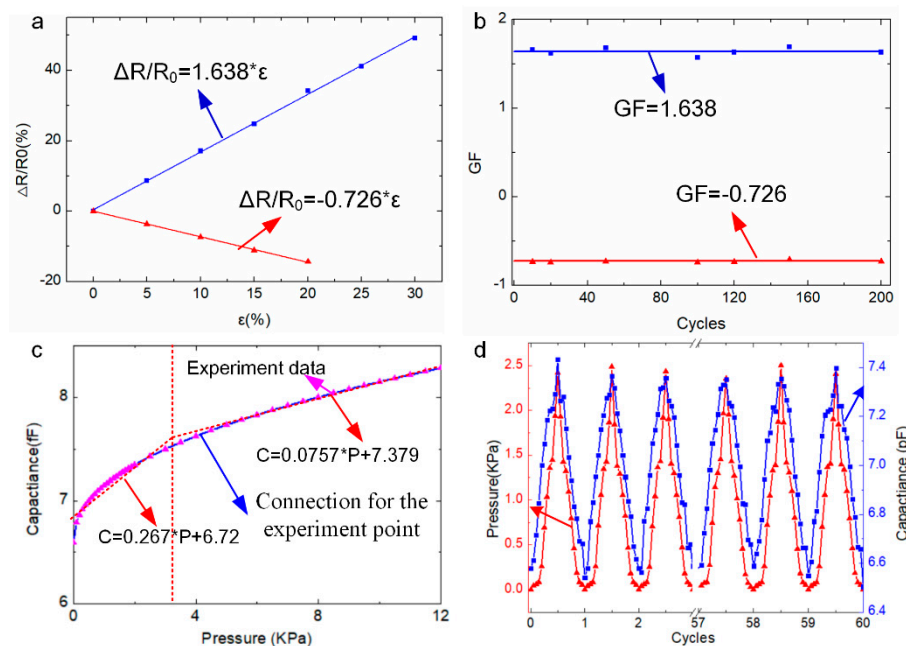 a
ΔR/R₀=1.638*ε
ΔR/R₀=-0.726*ε
△R/R0(%)
40
20
0
-20
0
5
10
15
20
25
30
ε(%)
b
GF=1.638
GF=-0.726
GF
2
1
0
-1
0
40
80
120
160
200
Cycles
c
Experiment data
C=0.0757*P+7.379
Connection for the
experiment point
C=0.267*P+6.72
Capactiance(fF)
8
7
6
0
4
8
12
Pressure (KPa)
d
Pressure(KPa)
2.5
2.0
1.5
1.0
0.5
0.0
0
1
2
57
58
59
60
Cycles
7.4
7.2
7.0
6.8
6.6
6.4
Capactiance (pF)